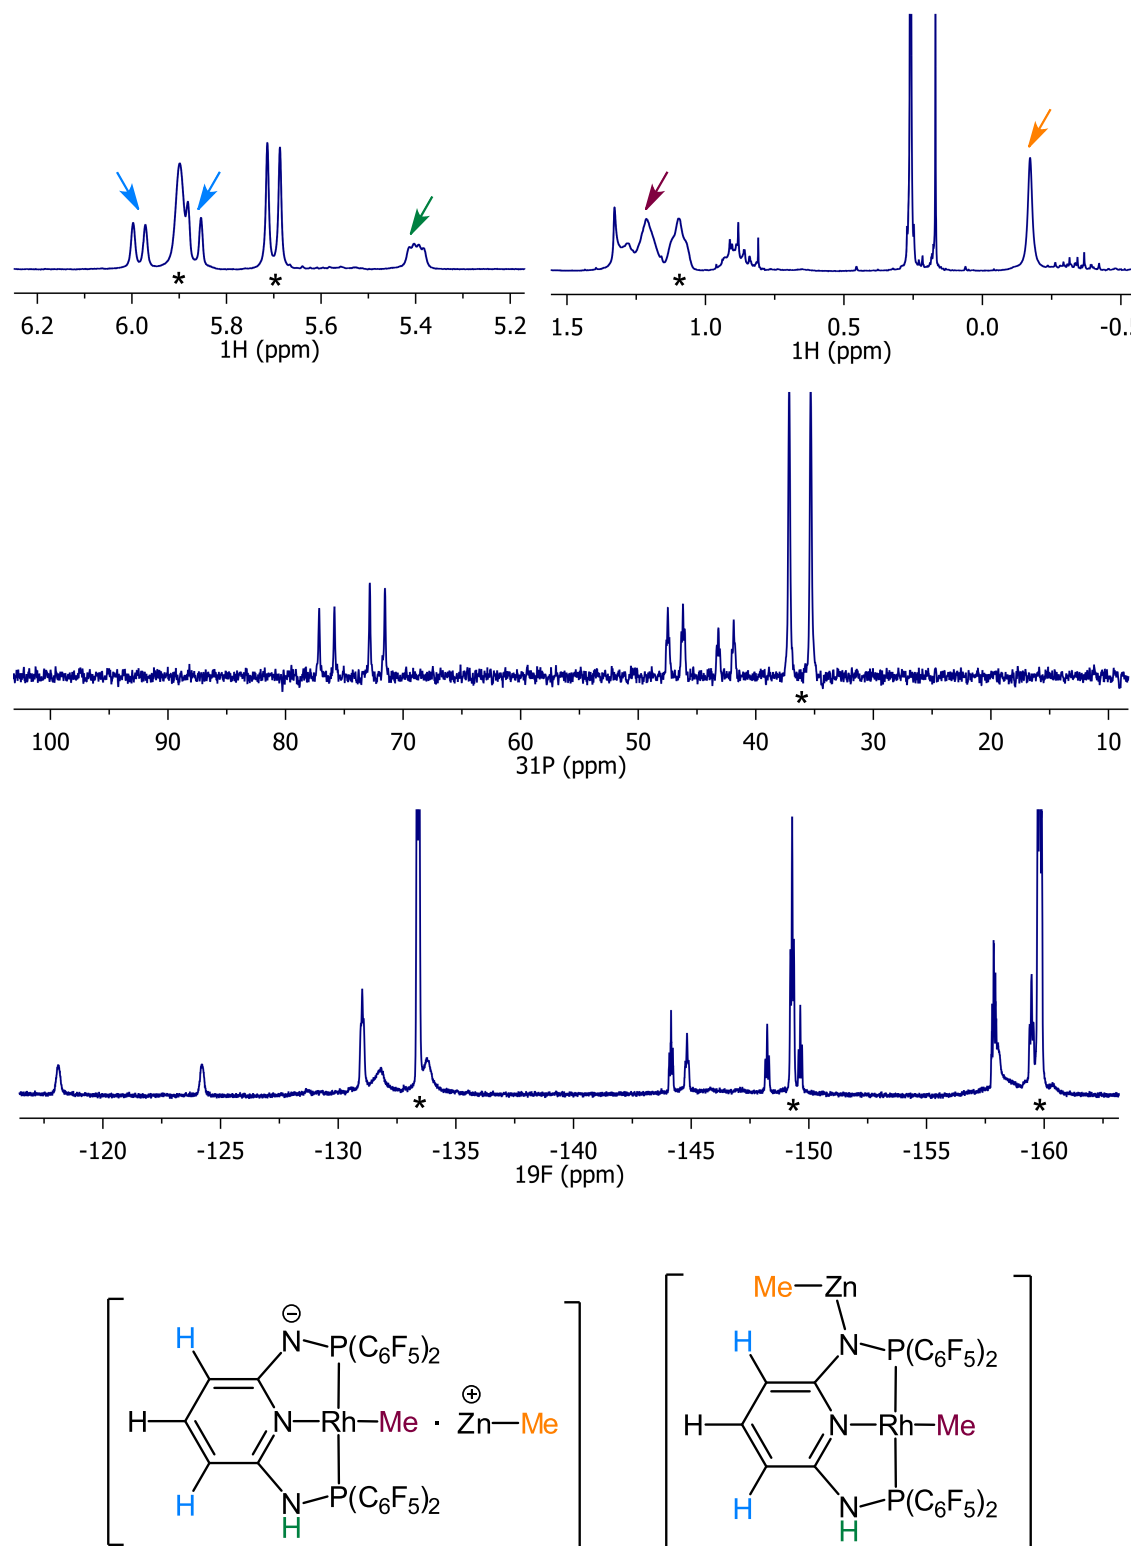 6.2 6.0 5.8 5.6 5.4 5.2
* *
1H (ppm)
1.5 1.0 0.5 0.0 -0.5
*
1H (ppm)
*
100 90 80 70 60 50 40 30 20 10
31P (ppm)
* * *
-120 -125 -130 -135 -140 -145 -150 -155 -160
19F (ppm)
⊖
H N P(C6F5)2
H N Rh Me · Zn ⊕ Me
H N P(C6F5)2
H
Me Zn
H N P(C6F5)2
H N Rh Me
H N P(C6F5)2
H